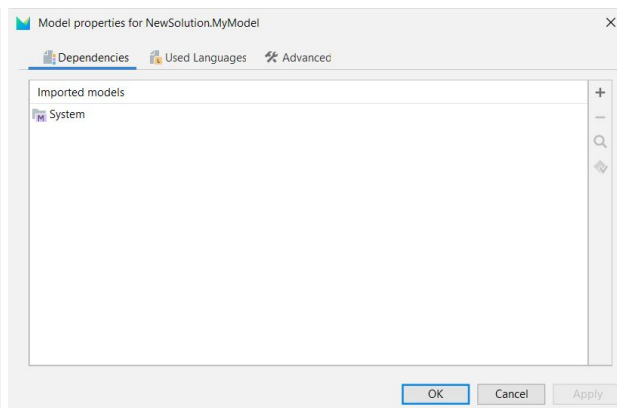 Model properties for NewSolution.MyModel
Dependencies Used Languages Advanced
Imported models
System
OK Cancel Apply